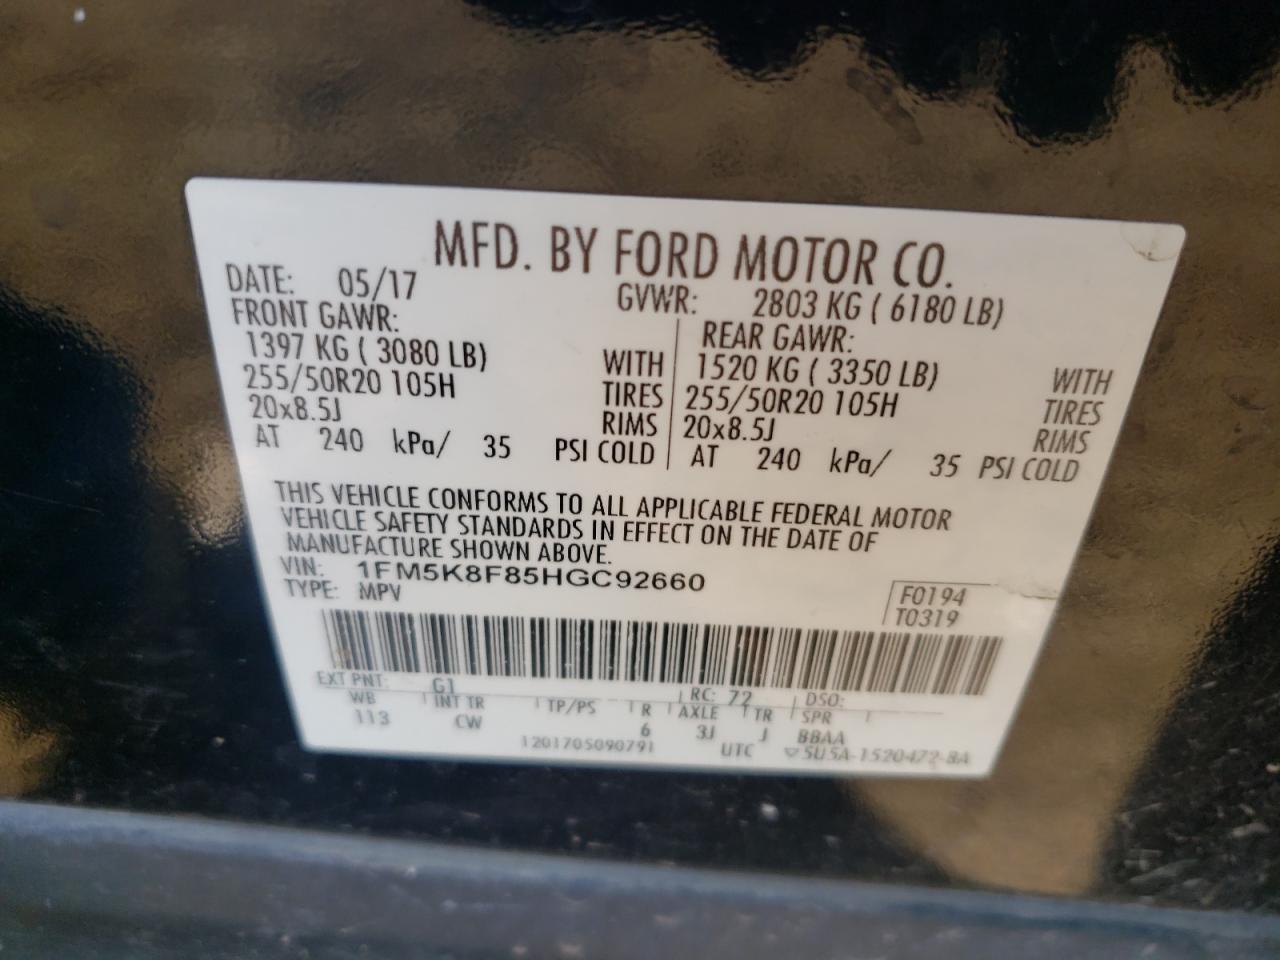 MFD. BY FORD MOTOR CO.
DATE: 05/17
GVWR: 2803 KG ( 6180 LB)
FRONT GAWR:
1397 KG ( 3080 LB) WITH
255/50R20 105H TIRES
20x8.5J RIMS
AT 240 kPa/ 35 PSI COLD
REAR GAWR:
1520 KG ( 3350 LB) WITH
255/50R20 105H TIRES
20x8.5J RIMS
AT 240 kPa/ 35 PSI COLD
THIS VEHICLE CONFORMS TO ALL APPLICABLE FEDERAL MOTOR
VEHICLE SAFETY STANDARDS IN EFFECT ON THE DATE OF
MANUFACTURE SHOWN ABOVE.
VIN: 1FM5K8F85HGC92660
TYPE: MPV
F0194
T0319
EXT PNT: G1 RC: 72 DSO:
WB INT TR TP/PS R AXLE TR SPR
113 CW 6 3J J BBAA
1201705090791 UTC ▽5U5A-1520472-BA